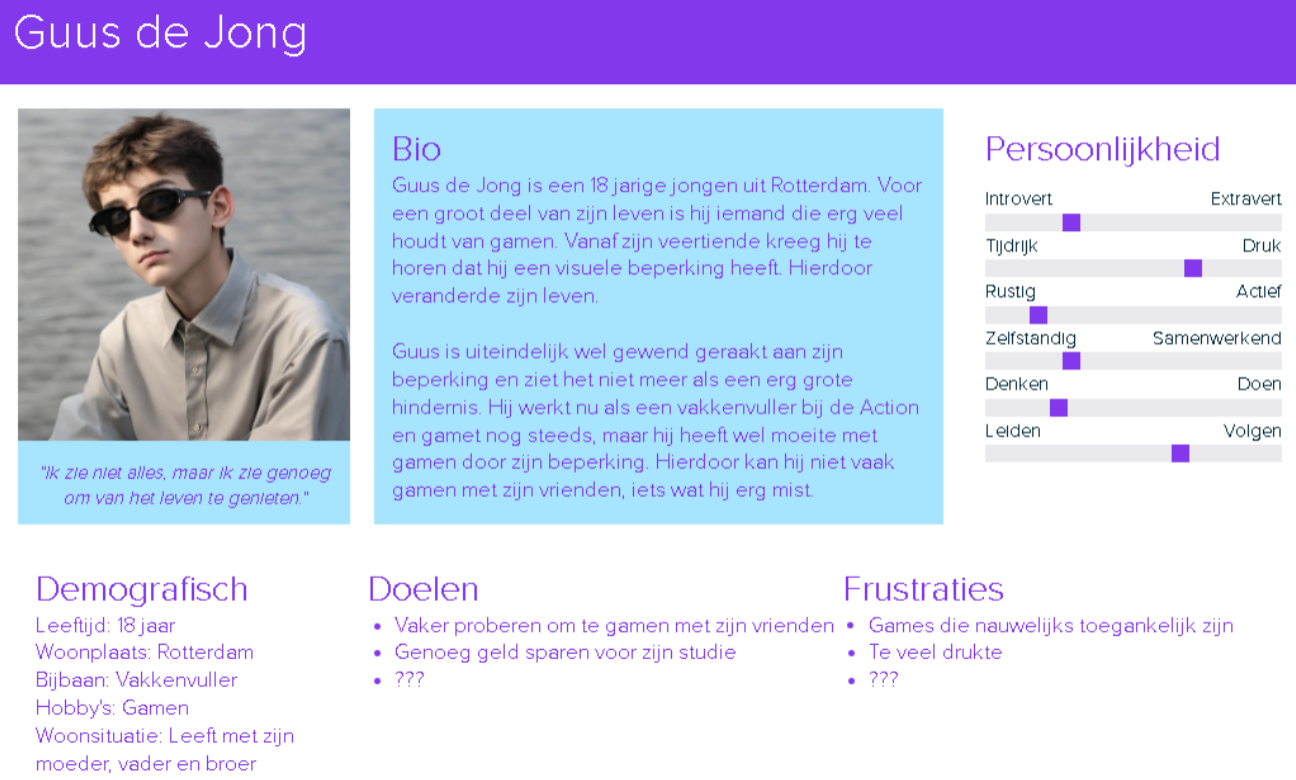 Guus de Jong
"Ik zie niet alles, maar ik zie genoeg
om van het leven te genieten."
Bio
Guus de Jong is een 18 jarige jongen uit Rotterdam. Voor
een groot deel van zijn leven is hij iemand die erg veel
houdt van gamen. Vanaf zijn veertiende kreeg hij te
horen dat hij een visuele beperking heeft. Hierdoor
veranderde zijn leven.
Guus is uiteindelijk wel gewend geraakt aan zijn
beperking en ziet het niet meer als een erg grote
hindernis. Hij werkt nu als een vakkenvuller bij de Action
en gamet nog steeds, maar hij heeft wel moeite met
gamen door zijn beperking. Hierdoor kan hij niet vaak
gamen met zijn vrienden, iets wat hij erg mist.
Persoonlijkheid
Introvert Extravert
Tijdrijk Druk
Rustig Actief
Zelfstandig Samenwerkend
Denken Doen
Leiden Volgen
Demografisch
Leeftijd: 18 jaar
Woonplaats: Rotterdam
Bijbaan: Vakkenvuller
Hobby's: Gamen
Woonsituatie: Leeft met zijn
moeder, vader en broer
Doelen
• Vaker proberen om te gamen met zijn vrienden
• Genoeg geld sparen voor zijn studie
• ???
Frustraties
• Games die nauwelijks toegankelijk zijn
• Te veel drukte
• ???